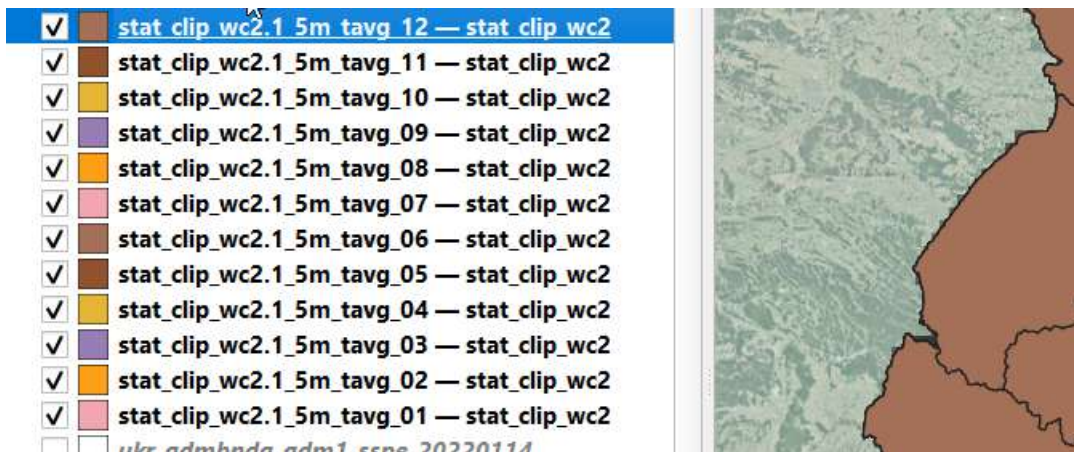 stat_clip_wc2.1_5m_tavg_12 — stat_clip_wc2
stat_clip_wc2.1_5m_tavg_11 — stat_clip_wc2
stat_clip_wc2.1_5m_tavg_10 — stat_clip_wc2
stat_clip_wc2.1_5m_tavg_09 — stat_clip_wc2
stat_clip_wc2.1_5m_tavg_08 — stat_clip_wc2
stat_clip_wc2.1_5m_tavg_07 — stat_clip_wc2
stat_clip_wc2.1_5m_tavg_06 — stat_clip_wc2
stat_clip_wc2.1_5m_tavg_05 — stat_clip_wc2
stat_clip_wc2.1_5m_tavg_04 — stat_clip_wc2
stat_clip_wc2.1_5m_tavg_03 — stat_clip_wc2
stat_clip_wc2.1_5m_tavg_02 — stat_clip_wc2
stat_clip_wc2.1_5m_tavg_01 — stat_clip_wc2
ukr_admbnda_adm1_sspe_20220114